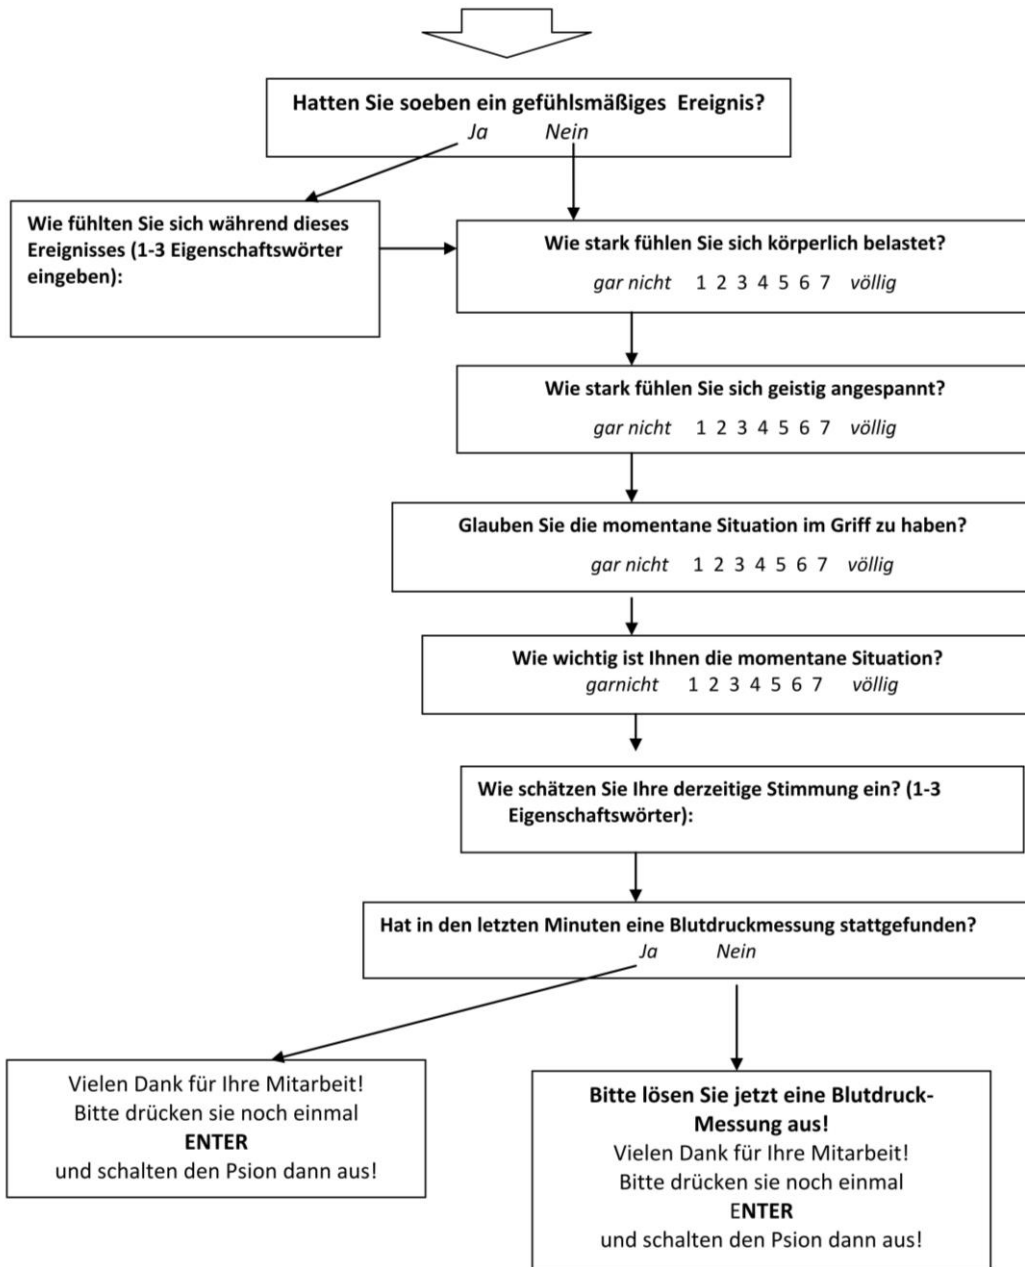 Hatten Sie soeben ein gefühlsmäßiges Ereignis?
Ja Nein
Wie fühlten Sie sich während dieses
Ereignisses (1-3 Eigenschaftswörter
eingeben):
Wie stark fühlen Sie sich körperlich belastet?
gar nicht 1 2 3 4 5 6 7 völlig
Wie stark fühlen Sie sich geistig angespannt?
gar nicht 1 2 3 4 5 6 7 völlig
Glauben Sie die momentane Situation im Griff zu haben?
gar nicht 1 2 3 4 5 6 7 völlig
Wie wichtig ist Ihnen die momentane Situation?
garnicht 1 2 3 4 5 6 7 völlig
Wie schätzen Sie Ihre derzeitige Stimmung ein? (1-3
Eigenschaftswörter):
Hat in den letzten Minuten eine Blutdruckmessung stattgefunden?
Ja Nein
Vielen Dank für Ihre Mitarbeit!
Bitte drücken sie noch einmal
ENTER
und schalten den Psion dann aus!
Bitte lösen Sie jetzt eine Blutdruck-
Messung aus!
Vielen Dank für Ihre Mitarbeit!
Bitte drücken sie noch einmal
ENTER
und schalten den Psion dann aus!